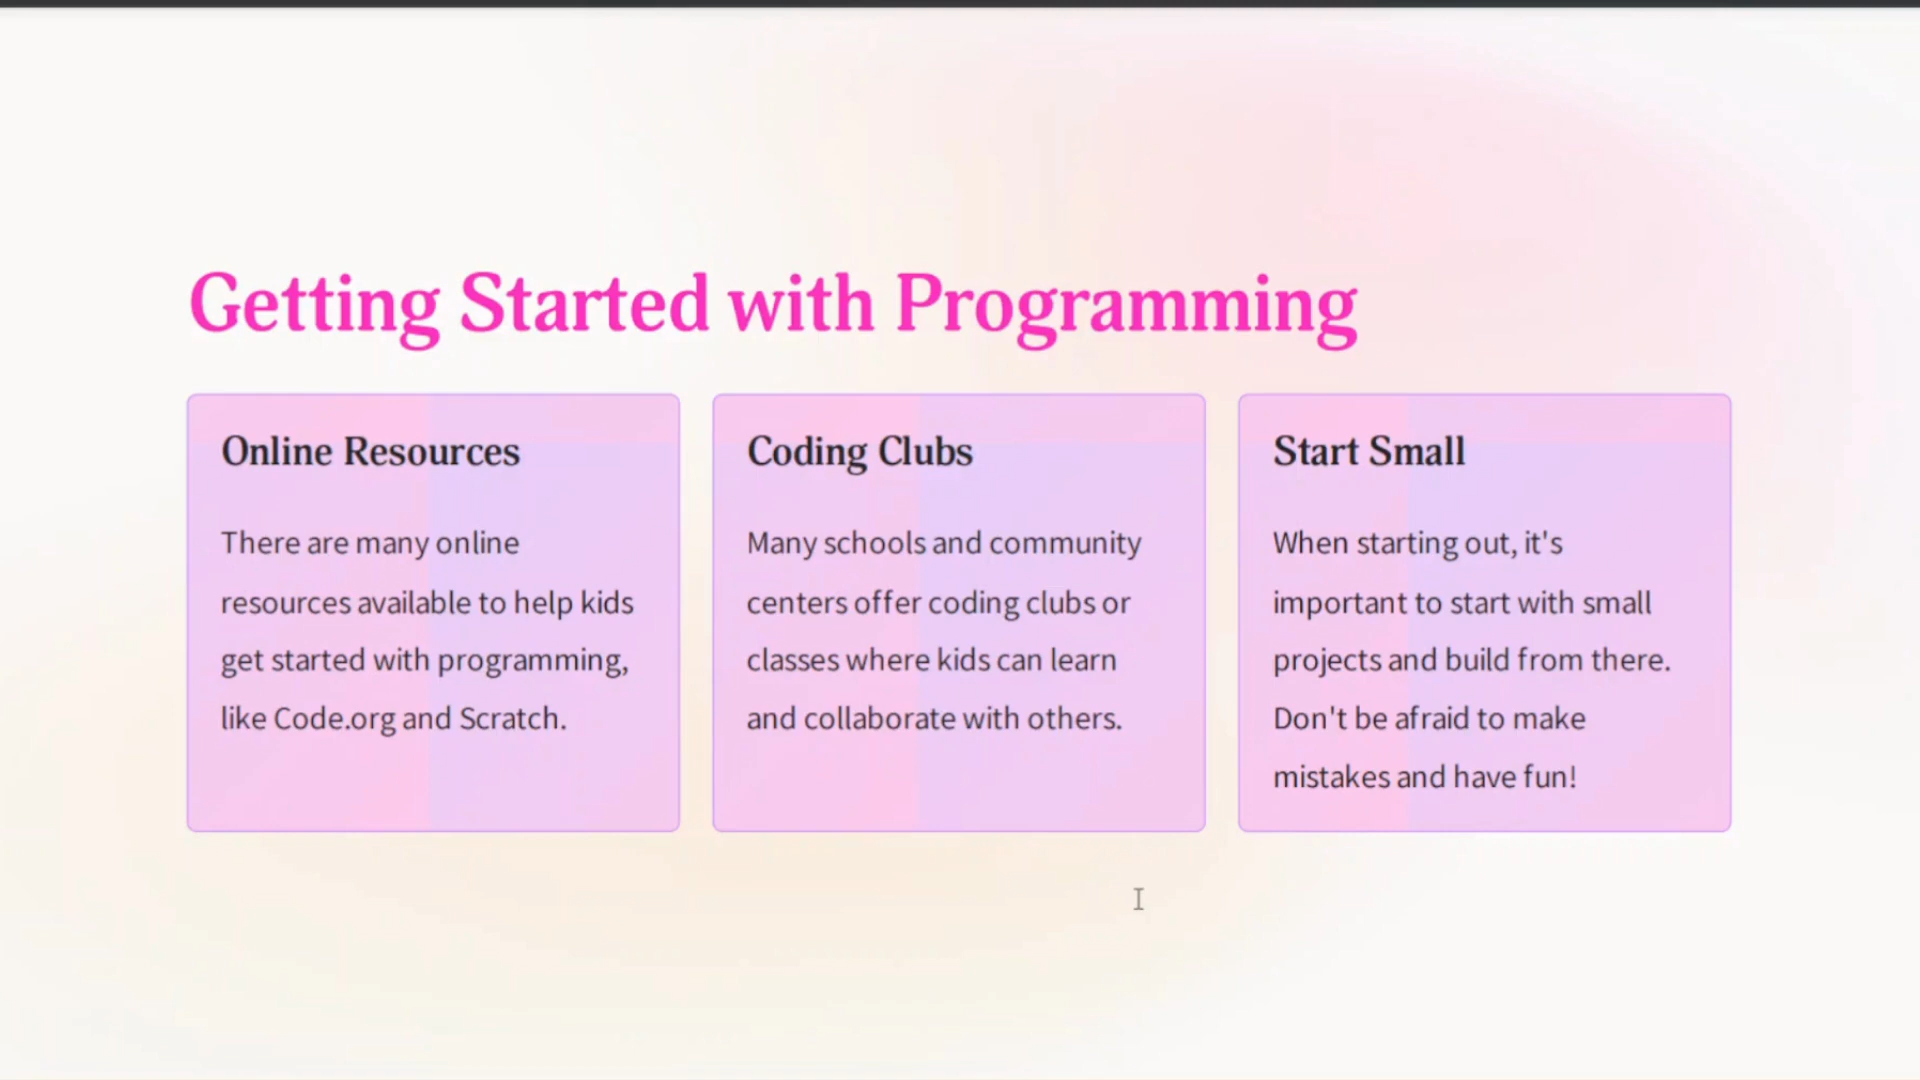 Getting Started with Programming
Online Resources
There are many online
resources available to help kids
get started with programming,
like Code.org and Scratch.
Coding Clubs
Many schools and community
centers offer coding clubs or
classes where kids can learn
and collaborate with others.
Start Small
When starting out, it's
important to start with small
projects and build from there.
Don't be afraid to make
mistakes and have fun!